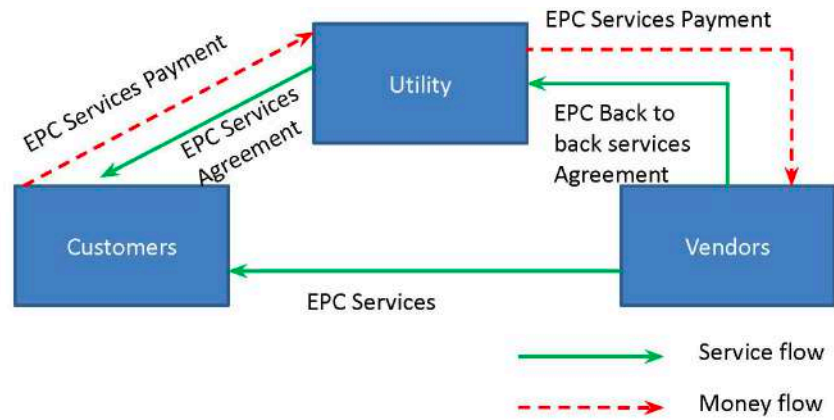 EPC Services Payment
EPC Services Payment
Utility
EPC Services
Agreement
EPC Back to
back services
Agreement
Customers
Vendors
EPC Services
Service flow
Money flow